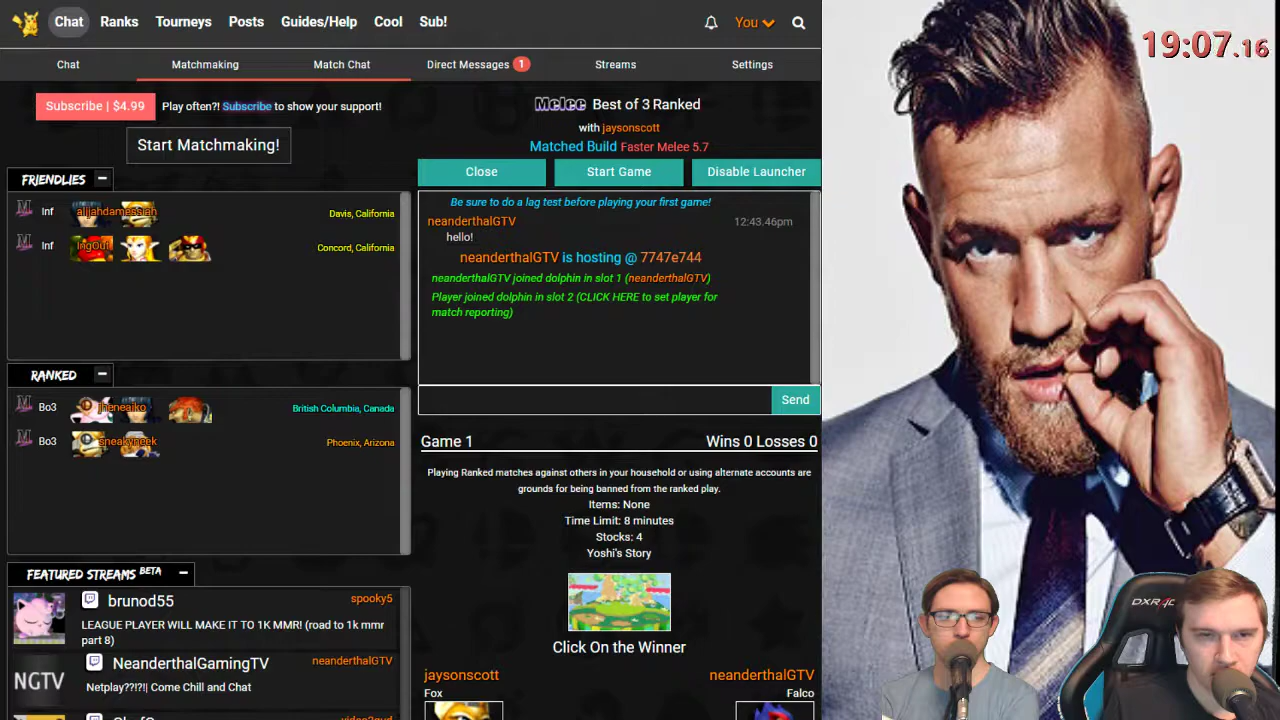 Chat Ranks Tourneys Posts Guides/Help Cool Sub! You
19:07.16
Chat Matchmaking Match Chat Direct Messages 1 Streams Settings
Subscribe | $4.99 Play often?! Subscribe to show your support!
Start Matchmaking!
FRIENDLIES
Inf aljjahdamessiah Davis, California
Inf IngOut Concord, California
RANKED
Bo3 jheneaiko British Columbia, Canada
Bo3 sneakypeek Phoenix, Arizona
FEATURED STREAMS BETA
brunod55 spooky5
LEAGUE PLAYER WILL MAKE IT TO 1K MMR! (road to 1k mmr
part 8)
NGTV
NeanderthalGamingTV neanderthalGTV
Netplay??!?!| Come Chill and Chat
Melee Best of 3 Ranked
with jaysonscott
Matched Build Faster Melee 5.7
Close Start Game Disable Launcher
Be sure to do a lag test before playing your first game!
neanderthalGTV 12:43.46pm
hello!
neanderthalGTV is hosting @ 7747e744
neanderthalGTV joined dolphin in slot 1 (neanderthalGTV)
Player joined dolphin in slot 2 (CLICK HERE to set player for
match reporting)
Send
Game 1 Wins 0 Losses 0
Playing Ranked matches against others in your household or using alternate accounts are
grounds for being banned from the ranked play.
Items: None
Time Limit: 8 minutes
Stocks: 4
Yoshi's Story
Click On the Winner
jaysonscott neanderthalGTV
Fox Falco